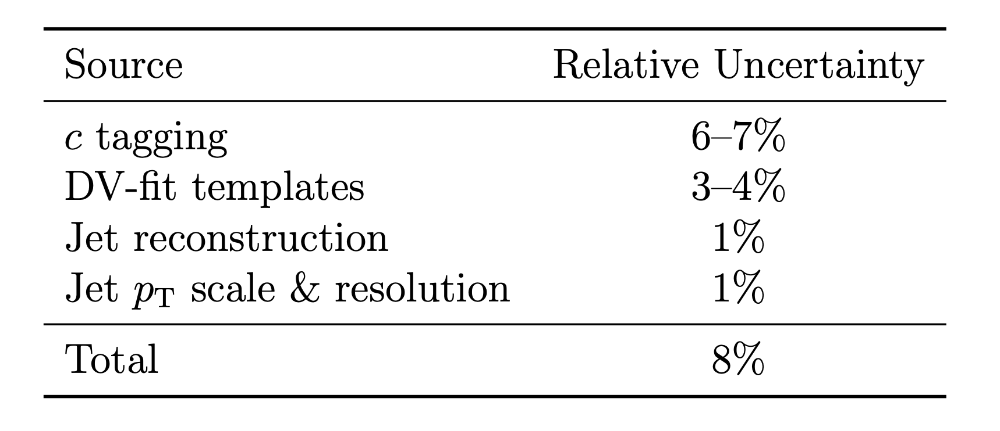 Source Relative Uncertainty
c tagging 6–7%
DV-fit templates 3–4%
Jet reconstruction 1%
Jet pT scale & resolution 1%
Total 8%